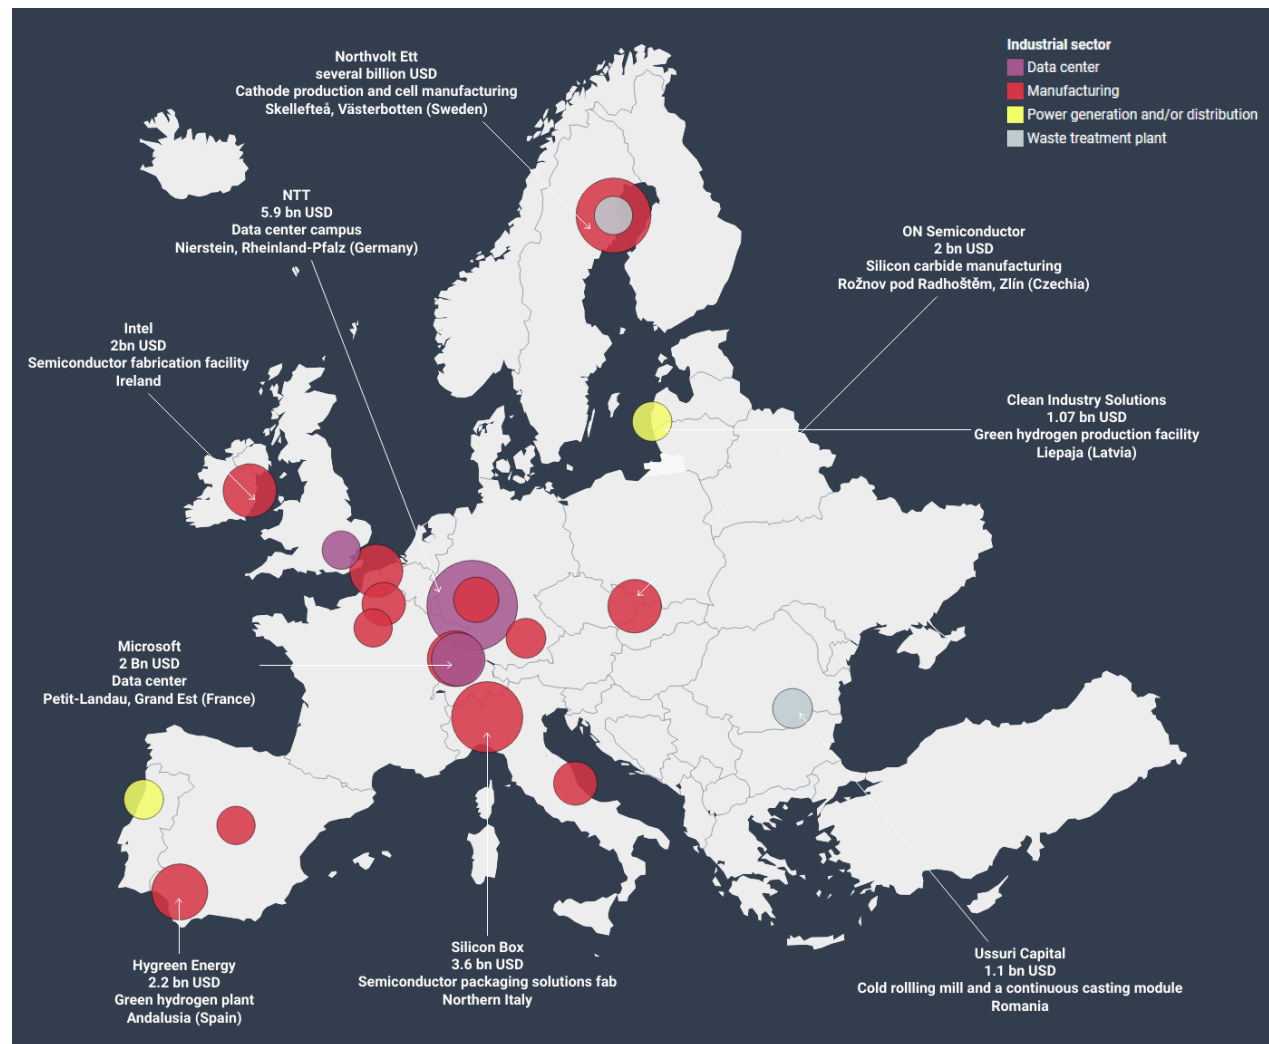 Northvolt Ett
several billion USD
Cathode production and cell manufacturing
Skellefteå, Västerbotten (Sweden)
Industrial sector
Data center
Manufacturing
Power generation and/or distribution
Waste treatment plant
NTT
5.9 bn USD
Data center campus
Nierstein, Rheinland-Pfalz (Germany)
ON Semiconductor
2 bn USD
Silicon carbide manufacturing
Rožnov pod Radhoštěm, Zlín (Czechia)
Intel
2bn USD
Semiconductor fabrication facility
Ireland
Clean Industry Solutions
1.07 bn USD
Green hydrogen production facility
Liepaja (Latvia)
Microsoft
2 Bn USD
Data center
Petit-Landau, Grand Est (France)
Hygreen Energy
2.2 bn USD
Green hydrogen plant
Andalusia (Spain)
Silicon Box
3.6 bn USD
Semiconductor packaging solutions fab
Northern Italy
Ussuri Capital
1.1 bn USD
Cold rollling mill and a continuous casting module
Romania